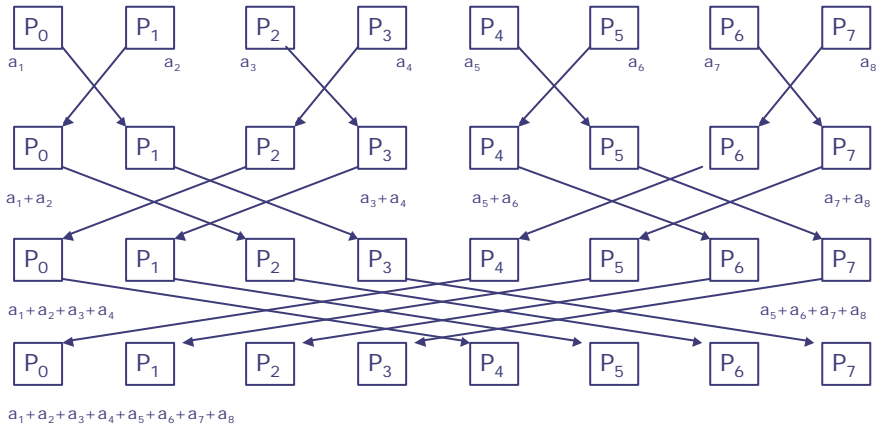 P₀ P₁ P₂ P₃ P₄ P₅ P₆ P₇
a₁ a₂ a₃ a₄ a₅ a₆ a₇ a₈
P₀ P₁ P₂ P₃ P₄ P₅ P₆ P₇
a₁+a₂ a₃+a₄ a₅+a₆ a₇+a₈
P₀ P₁ P₂ P₃ P₄ P₅ P₆ P₇
a₁+a₂+a₃+a₄ a₅+a₆+a₇+a₈
P₀ P₁ P₂ P₃ P₄ P₅ P₆ P₇
a₁+a₂+a₃+a₄+a₅+a₆+a₇+a₈